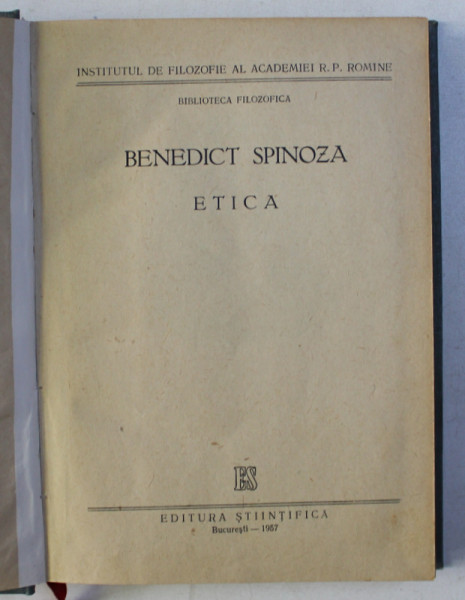 INSTITUTUL DE FILOZOFIE AL ACADEMIEI R. P. ROMINE
BIBLIOTECA FILOZOFICA
BENEDICT SPINOZA
ETICA
ES
EDITURA ȘTIINȚIFICA
București — 1957